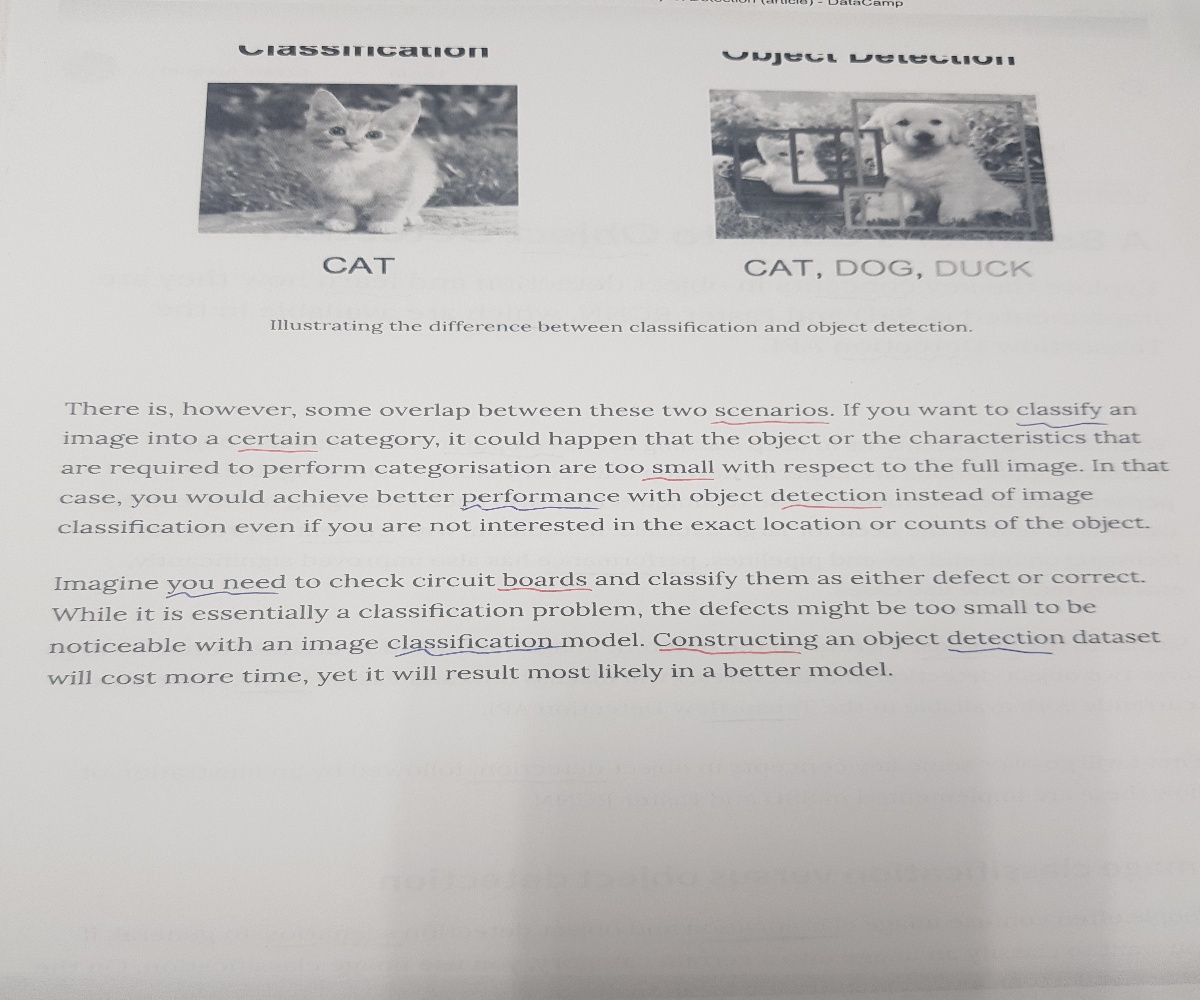 (article) - DataCamp
Classification
Object Detection
CAT
CAT, DOG, DUCK
Illustrating the difference between classification and object detection.
There is, however, some overlap between these two scenarios. If you want to classify an
image into a certain category, it could happen that the object or the characteristics that
are required to perform categorisation are too small with respect to the full image. In that
case, you would achieve better performance with object detection instead of image
classification even if you are not interested in the exact location or counts of the object.
Imagine you need to check circuit boards and classify them as either defect or correct.
While it is essentially a classification problem, the defects might be too small to be
noticeable with an image classification model. Constructing an object detection dataset
will cost more time, yet it will result most likely in a better model.